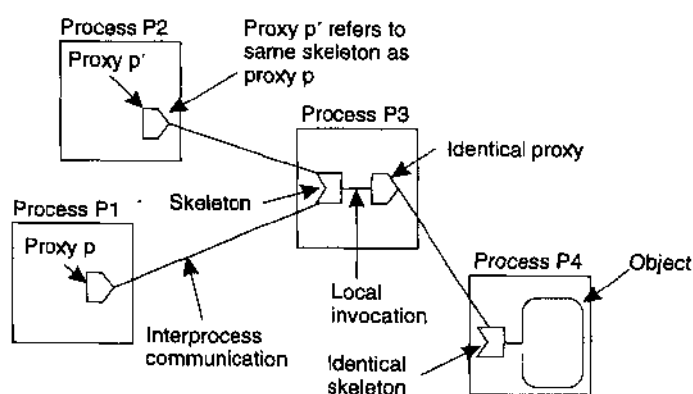 Process P2
Proxy p'
Proxy p' refers to
same skeleton as
proxy p
Process P3
Identical proxy
Skeleton
Process P1
Proxy p
Interprocess
communication
Local
invocation
Process P4
Object
Identical
skeleton